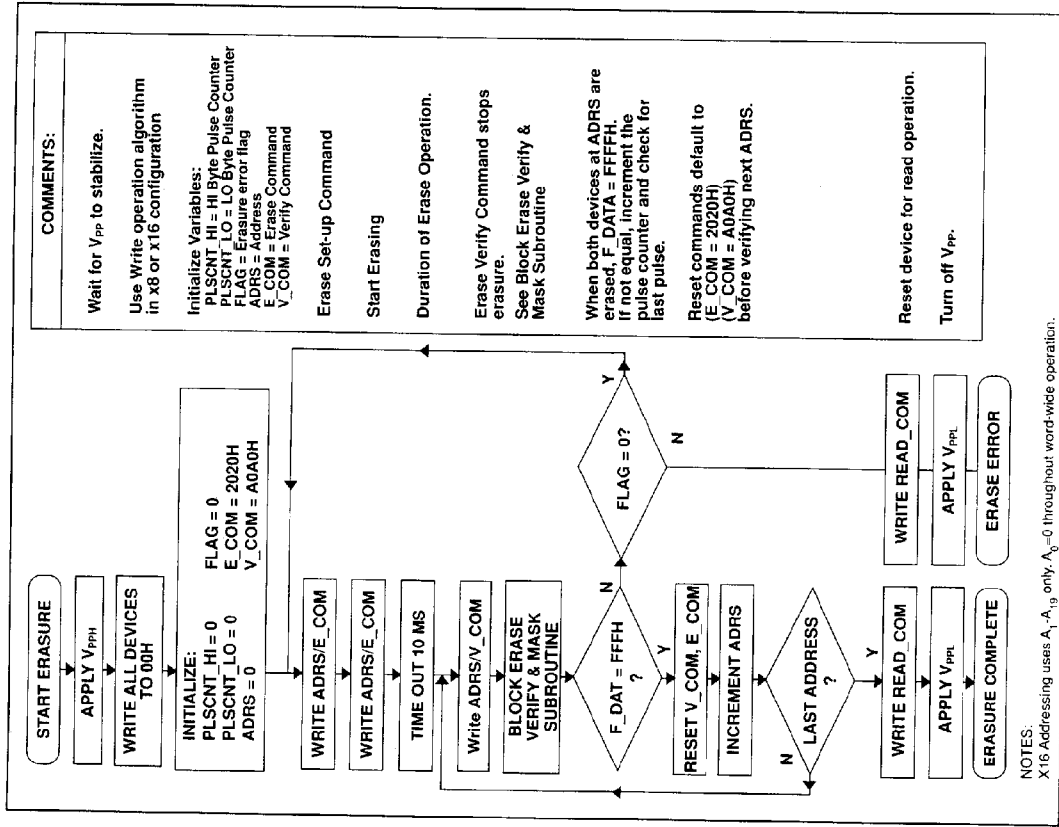 START ERASURE
APPLY VPPH
WRITE ALL DEVICES
TO 00H
INITIALIZE:
PLSCNT_HI = 0
PLSCNT_LO = 0
ADRS = 0
FLAG = 0
E_COM = 2020H
V_COM = A0A0H
WRITE ADRS/E_COM
WRITE ADRS/E_COM
TIME OUT 10 MS
Write ADRS/V_COM
BLOCK ERASE
VERIFY & MASK
SUBROUTINE
F_DAT = FFFH
?
N
Y
FLAG = 0?
Y
N
RESET V_COM, E_COM
INCREMENT ADRS
LAST ADDRESS
?
N
Y
WRITE READ_COM
APPLY VPPL
ERASURE COMPLETE
WRITE READ_COM
APPLY VPPL
ERASE ERROR
COMMENTS:
Wait for VPP to stabilize.
Use Write operation algorithm
in x8 or x16 configuration
Initialize Variables:
PLSCNT_HI = HI Byte Pulse Counter
PLSCNT_LO = LO Byte Pulse Counter
FLAG = Erasure error flag
ADRS = Address
E_COM = Erase Command
V_COM = Verify Command
Erase Set-up Command
Start Erasing
Duration of Erase Operation.
Erase Verify Command stops
erasure.
See Block Erase Verify &
Mask Subroutine
When both devices at ADRS are
erased, F_DATA = FFFFH.
If not equal, increment the
pulse counter and check for
last pulse.
Reset commands default to
(E_COM = 2020H)
(V_COM = A0A0H)
before verifying next ADRS.
Reset device for read operation.
Turn off VPP.
NOTES:
X16 Addressing uses A1-A19 only. A0=0 throughout word-wide operation.